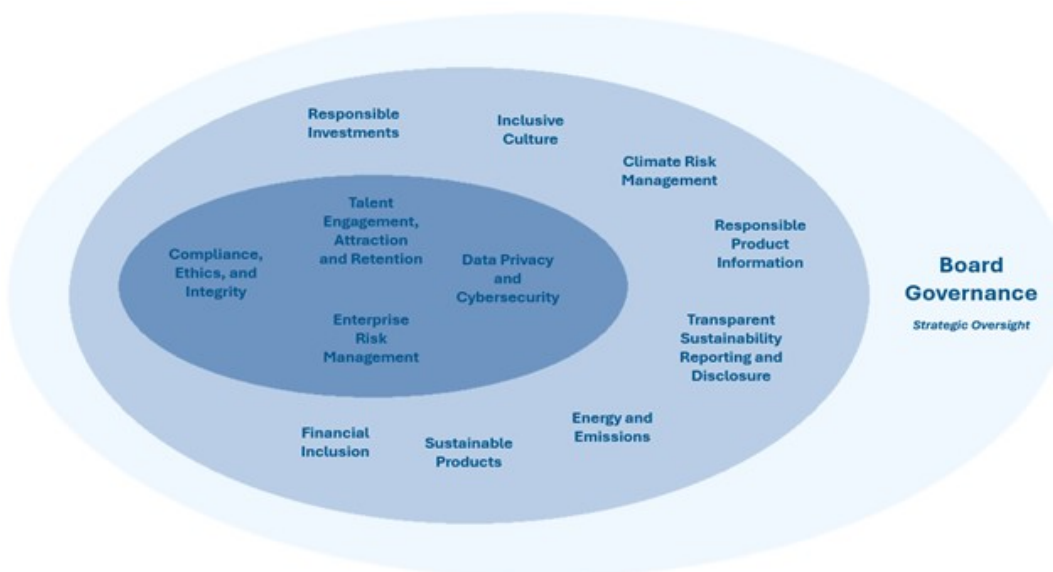 Responsible
Investments
Inclusive
Culture
Climate Risk
Management
Talent
Engagement,
Attraction
and Retention
Compliance,
Ethics, and
Integrity
Data Privacy
and
Cybersecurity
Enterprise
Risk
Management
Responsible
Product
Information
Transparent
Sustainability
Reporting and
Disclosure
Financial
Inclusion
Sustainable
Products
Energy and
Emissions
Board
Governance
Strategic Oversight